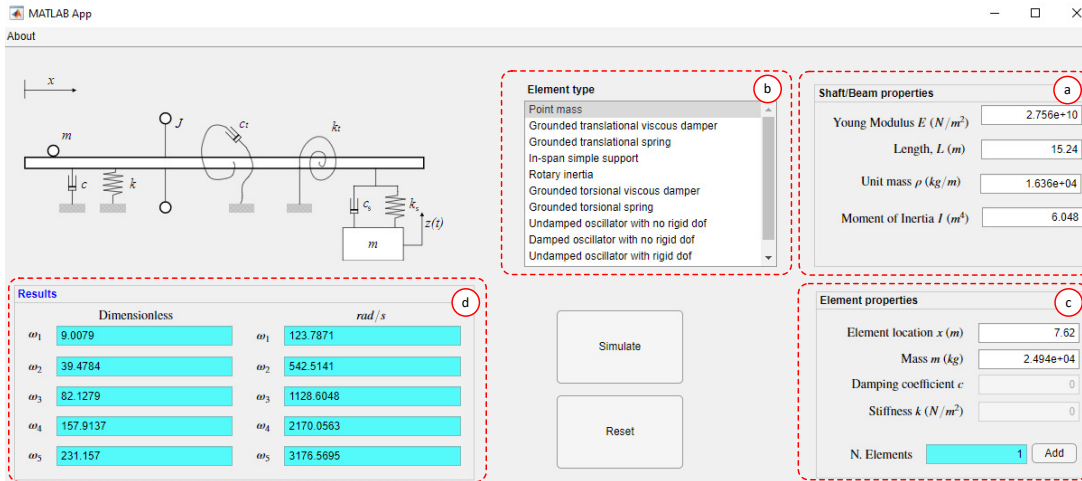 MATLAB App
About
x
m
J
c_t
k_t
c
k
c_s
k_s
z(t)
m
b
Element type
Point mass
Grounded translational viscous damper
Grounded translational spring
In-span simple support
Rotary inertia
Grounded torsional viscous damper
Grounded torsional spring
Undamped oscillator with no rigid dof
Damped oscillator with no rigid dof
Undamped oscillator with rigid dof
a
Shaft/Beam properties
Young Modulus E (N/m²) 2.756e+10
Length, L (m) 15.24
Unit mass ρ (kg/m) 1.636e+04
Moment of Inertia I (m⁴) 6.048
Results
d
Dimensionless rad/s
ω₁ 9.0079 ω₁ 123.7871
ω₂ 39.4784 ω₂ 542.5141
ω₃ 82.1279 ω₃ 1128.6048
ω₄ 157.9137 ω₄ 2170.0563
ω₅ 231.157 ω₅ 3176.5695
Simulate
Reset
c
Element properties
Element location x (m) 7.62
Mass m (kg) 2.494e+04
Damping coefficient c 0
Stiffness k (N/m²) 0
N. Elements 1 Add